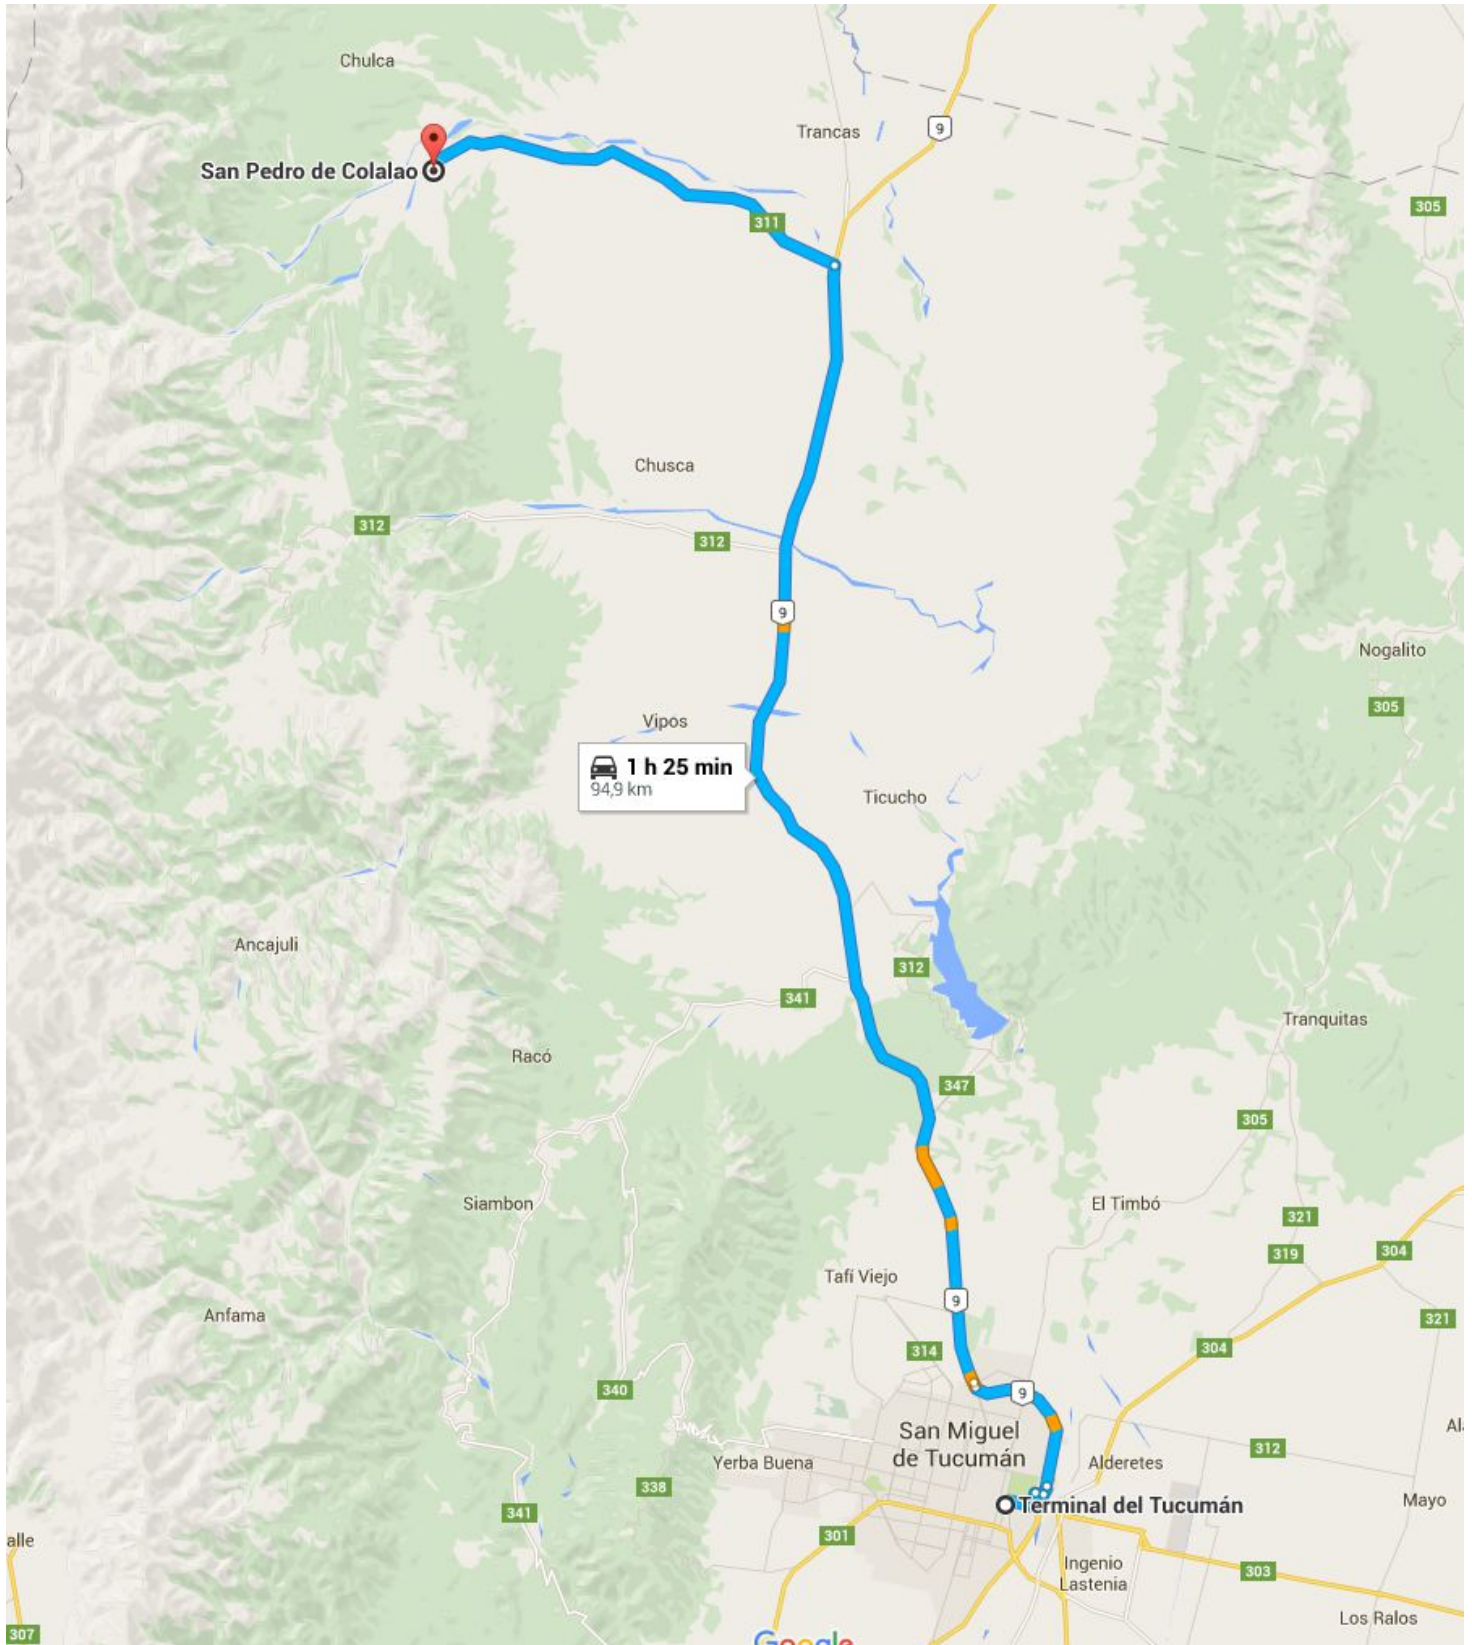 Chulca
Trancas
9
San Pedro de Colalao
305
311
Chusca
312
312
9
Nogalito
305
Vipos
1 h 25 min
94,9 km
Ticucho
Ancajuli
312
341
Tranquitas
Racó
347
305
Siambon
El Timbó
321
319
304
Tafí Viejo
9
Anfama
321
314
304
340
9
San Miguel
de Tucumán
312
Yerba Buena
Alderetes
338
Mayo
341
Terminal del Tucumán
alle
301
Ingenio
Lastenia
303
Los Ralos
307
Google